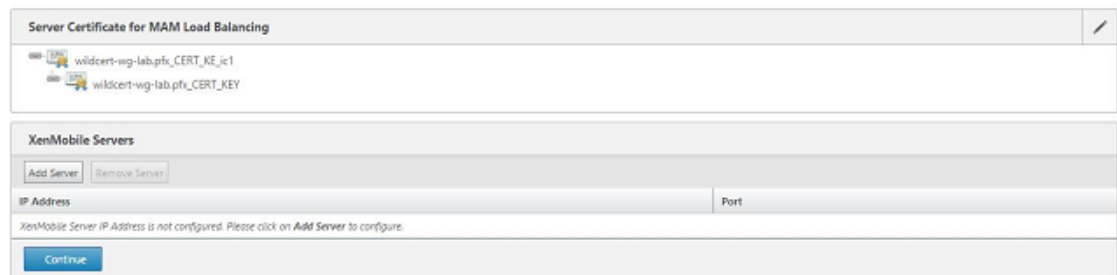 Server Certificate for MAM Load Balancing
wildcert-wg-lab.pfx_CERT_KE_ic1
wildcert-wg-lab.pfx_CERT_KEY
XenMobile Servers
Add Server Remove Server
IP Address Port
XenMobile Server IP Address is not configured. Please click on Add Server to configure.
Continue